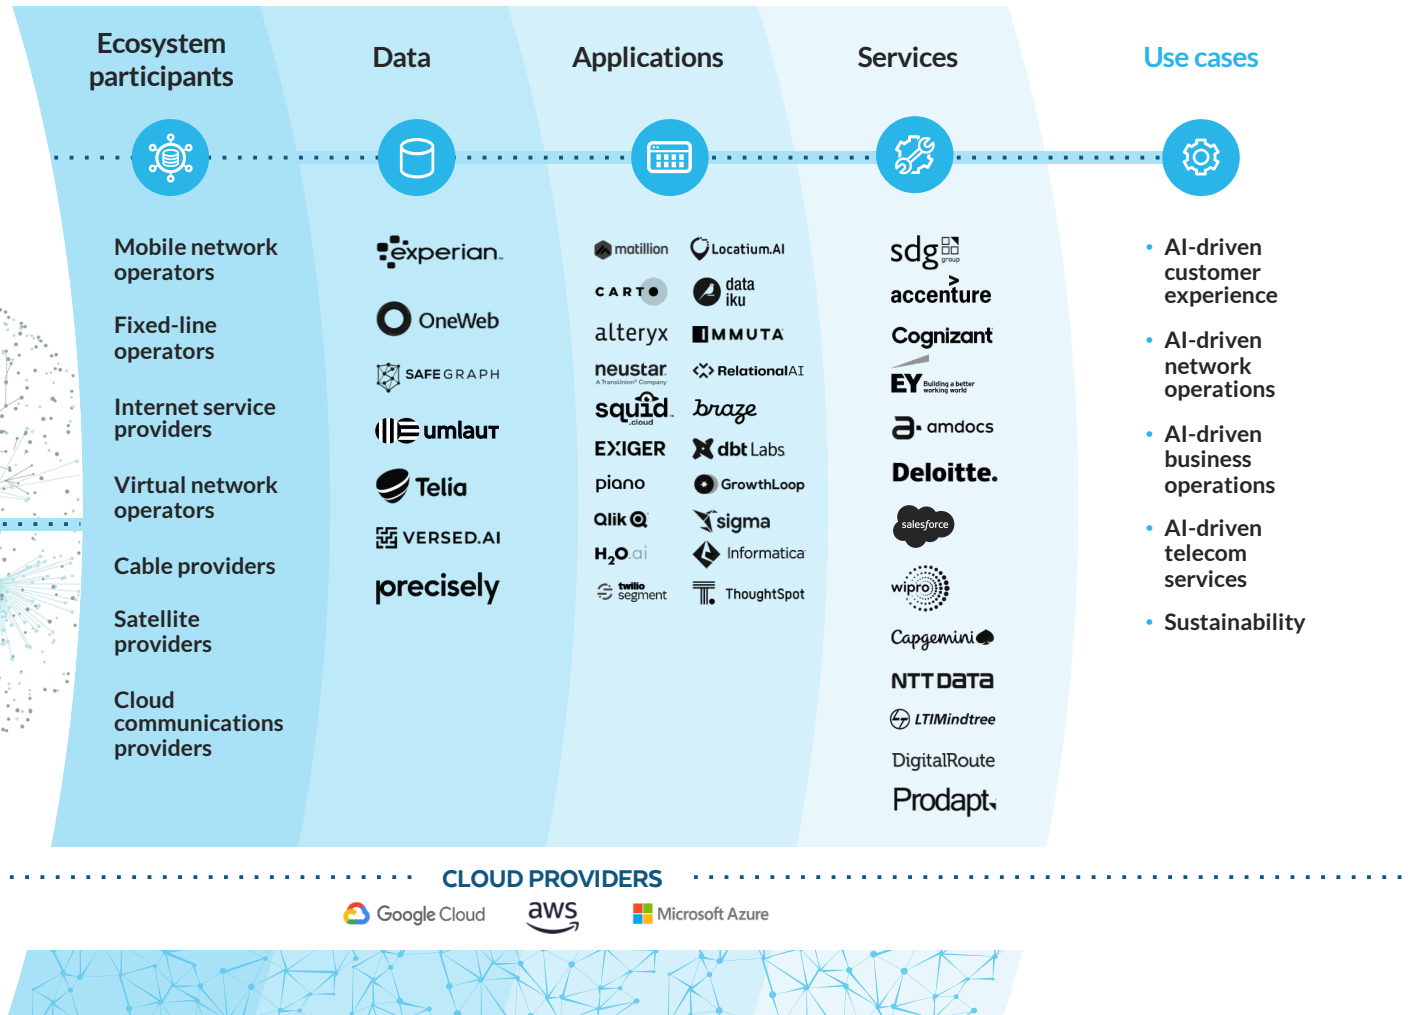 Ecosystem
participants
Data
Applications
Services
Use cases
Mobile network
operators
Fixed-line
operators
Internet service
providers
Virtual network
operators
Cable providers
Satellite
providers
Cloud
communications
providers
experian
OneWeb
SAFEGRAPH
umlaut
Telia
VERSED.AI
precisely
matillion
Locatium.AI
CARTO
data
iku
alteryx
IMMUTA
neustar
A TransUnion® Company
RelationalAI
squid
.cloud
braze
EXIGER
dbt Labs
piano
GrowthLoop
Qlik
sigma
H2O.ai
Informatica
twilio
segment
ThoughtSpot
sdg
group
accenture
Cognizant
EY
Building a better
working world
amdocs
Deloitte.
salesforce
wipro
Capgemini
NTT DATA
LTIMindtree
DigitalRoute
Prodapt
• AI-driven
customer
experience
• AI-driven
network
operations
• AI-driven
business
operations
• AI-driven
telecom
services
• Sustainability
CLOUD PROVIDERS
Google Cloud
aws
Microsoft Azure